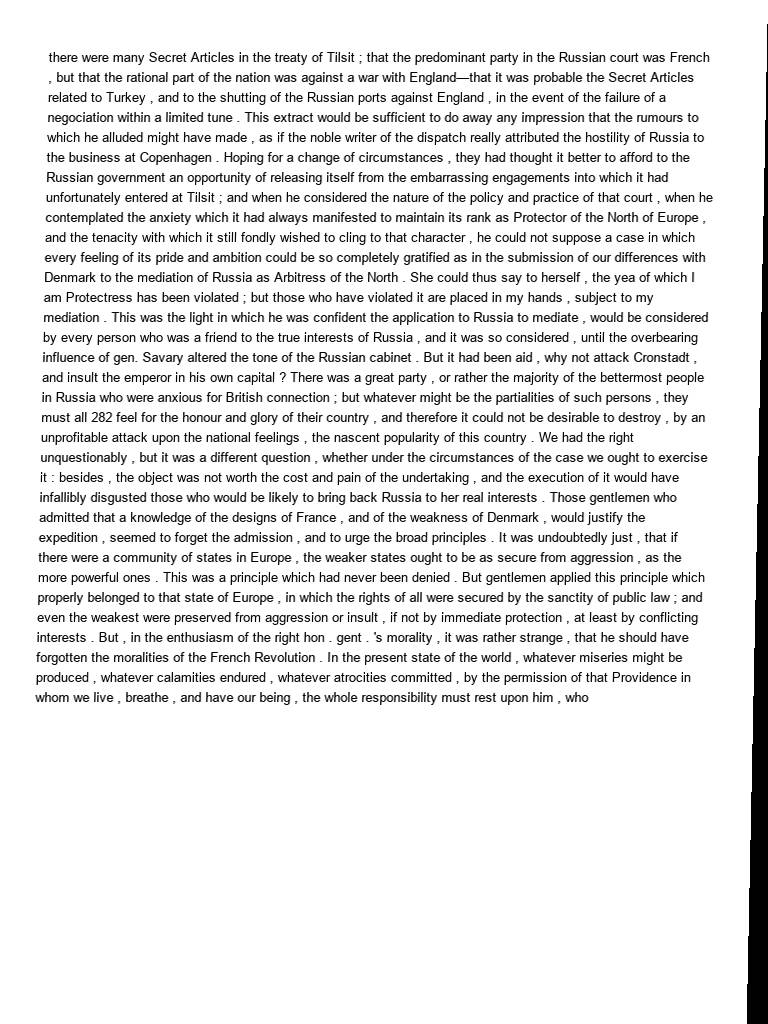 there were many Secret Articles in the treaty of Tilsit ; that the predominant party in the Russian court was French
, but that the rational part of the nation was against a war with England—that it was probable the Secret Articles
related to Turkey , and to the shutting of the Russian ports against England , in the event of the failure of a
negociation within a limited tune . This extract would be sufficient to do away any impression that the rumours to
which he alluded might have made , as if the noble writer of the dispatch really attributed the hostility of Russia to
the business at Copenhagen . Hoping for a change of circumstances , they had thought it better to afford to the
Russian government an opportunity of releasing itself from the embarrassing engagements into which it had
unfortunately entered at Tilsit ; and when he considered the nature of the policy and practice of that court , when he
contemplated the anxiety which it had always manifested to maintain its rank as Protector of the North of Europe ,
and the tenacity with which it still fondly wished to cling to that character , he could not suppose a case in which
every feeling of its pride and ambition could be so completely gratified as in the submission of our differences with
Denmark to the mediation of Russia as Arbitress of the North . She could thus say to herself , the yea of which I
am Protectress has been violated ; but those who have violated it are placed in my hands , subject to my
mediation . This was the light in which he was confident the application to Russia to mediate , would be considered
by every person who was a friend to the true interests of Russia , and it was so considered , until the overbearing
influence of gen. Savary altered the tone of the Russian cabinet . But it had been aid , why not attack Cronstadt ,
and insult the emperor in his own capital ? There was a great party , or rather the majority of the bettermost people
in Russia who were anxious for British connection ; but whatever might be the partialities of such persons , they
must all 282 feel for the honour and glory of their country , and therefore it could not be desirable to destroy , by an
unprofitable attack upon the national feelings , the nascent popularity of this country . We had the right
unquestionably , but it was a different question , whether under the circumstances of the case we ought to exercise
it : besides , the object was not worth the cost and pain of the undertaking , and the execution of it would have
infallibly disgusted those who would be likely to bring back Russia to her real interests . Those gentlemen who
admitted that a knowledge of the designs of France , and of the weakness of Denmark , would justify the
expedition , seemed to forget the admission , and to urge the broad principles . It was undoubtedly just , that if
there were a community of states in Europe , the weaker states ought to be as secure from aggression , as the
more powerful ones . This was a principle which had never been denied . But gentlemen applied this principle which
properly belonged to that state of Europe , in which the rights of all were secured by the sanctity of public law ; and
even the weakest were preserved from aggression or insult , if not by immediate protection , at least by conflicting
interests . But , in the enthusiasm of the right hon . gent . 's morality , it was rather strange , that he should have
forgotten the moralities of the French Revolution . In the present state of the world , whatever miseries might be
produced , whatever calamities endured , whatever atrocities committed , by the permission of that Providence in
whom we live , breathe , and have our being , the whole responsibility must rest upon him , who